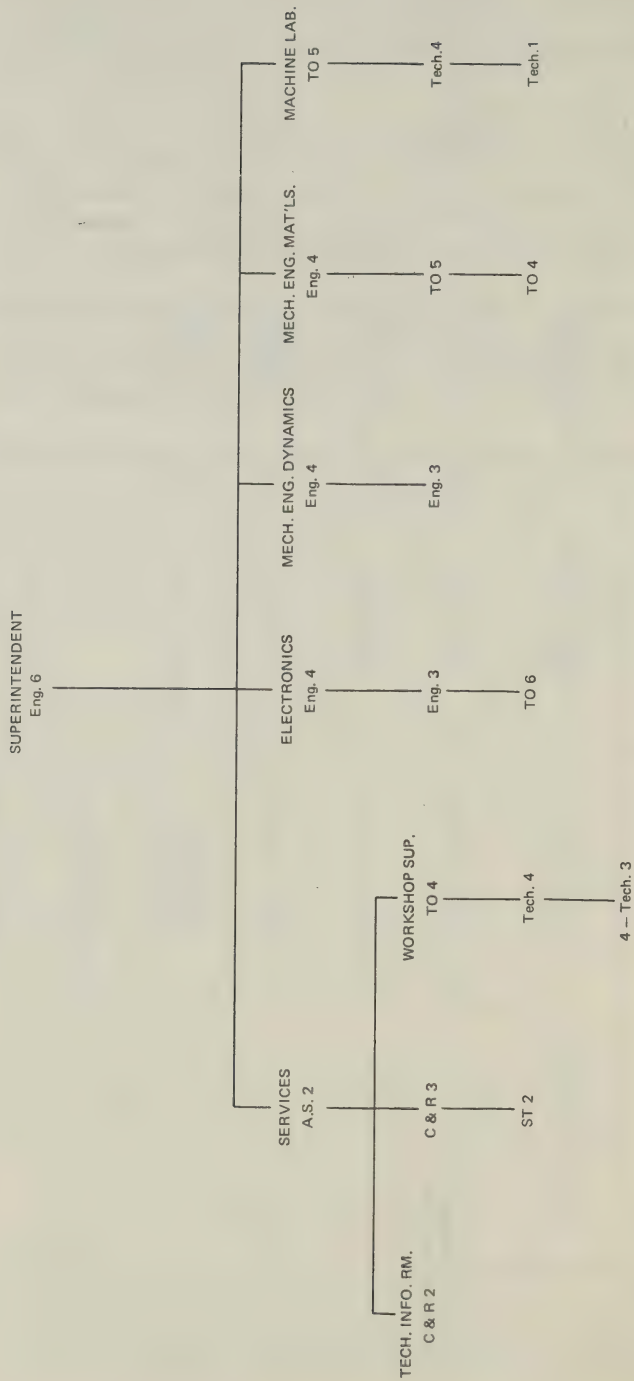 SUPERINTENDENT
Eng. 6
SERVICES
A.S. 2
ELECTRONICS
Eng. 4
MECH. ENG. DYNAMICS
Eng. 4
MECH. ENG. MAT'LS.
Eng. 4
MACHINE LAB.
TO 5
TECH. INFO. RM.
C & R 2
C & R 3
ST 2
WORKSHOP SUP.
TO 4
Tech. 4
4 – Tech. 3
Eng. 3
TO 6
Eng. 3
TO 5
TO 4
Tech.4
Tech.1